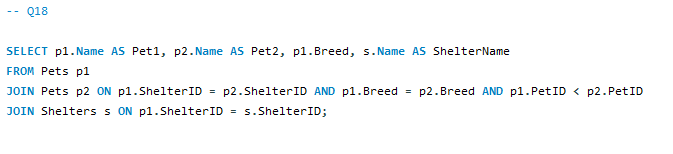 -- Q18
SELECT p1.Name AS Pet1, p2.Name AS Pet2, p1.Breed, s.Name AS ShelterName
FROM Pets p1
JOIN Pets p2 ON p1.ShelterID = p2.ShelterID AND p1.Breed = p2.Breed AND p1.PetID < p2.PetID
JOIN Shelters s ON p1.ShelterID = s.ShelterID;